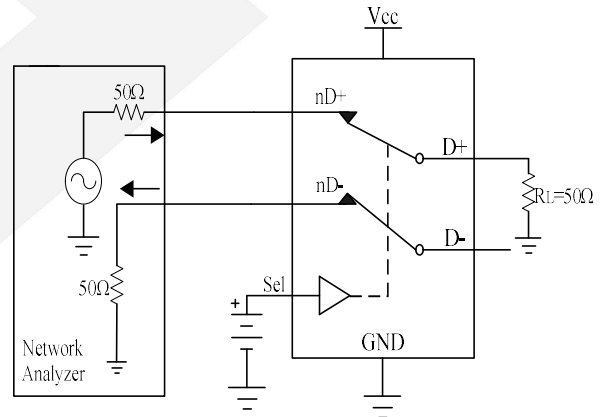 Vcc
50Ω
nD+
D+
RL=50Ω
nD-
D-
50Ω
Sel
+
GND
Network
Analyzer